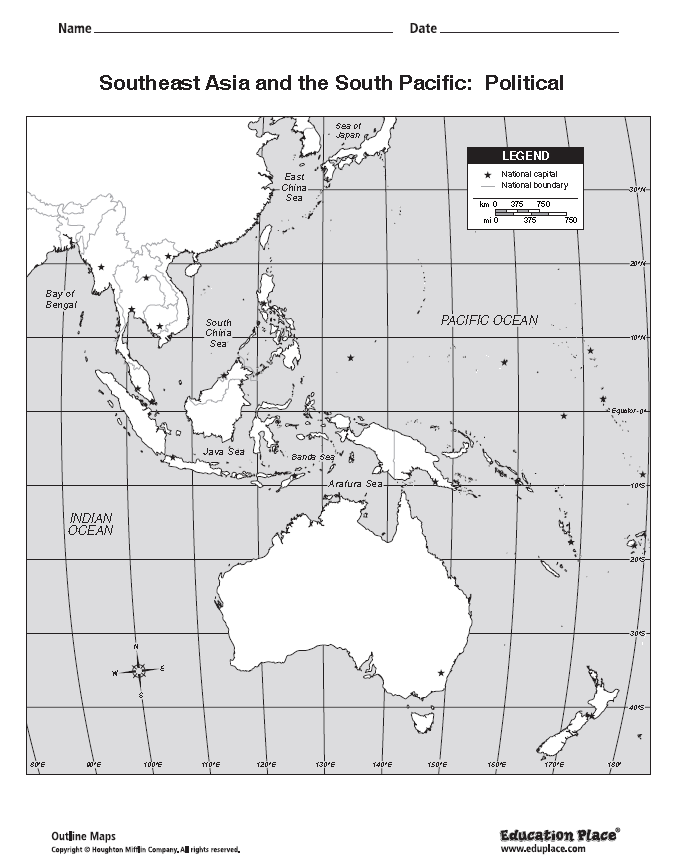 Name
Date
Southeast Asia and the South Pacific: Political
Sea of
Japan
LEGEND
National capital
National boundary
km 0 375 750
mi 0 375 750
East
China
Sea
30°N
20°N
Bay of
Bengal
South
China
Sea
PACIFIC OCEAN
10°N
Equator
Java Sea
Banda Sea
Arafura Sea
10°S
INDIAN
OCEAN
20°S
30°S
N
W E
S
40°S
80°E 90°E 100°E 110°E 120°E 130°E 140°E 150°E 160°E 170°E 180°
Outline Maps
Copyright © Houghton Mifflin Company. All rights reserved.
Education Place®
www.eduplace.com